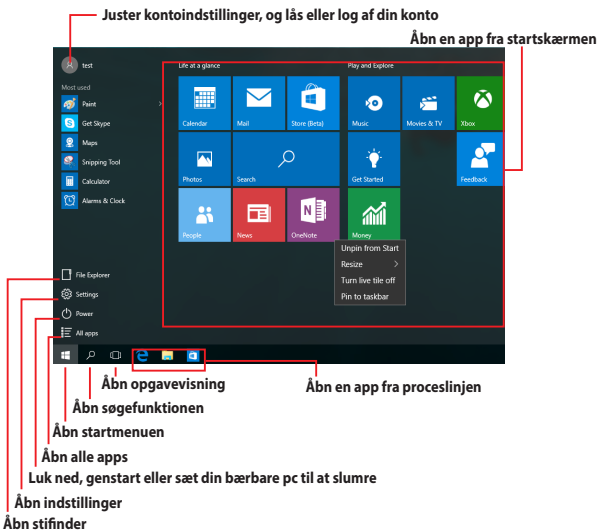 Juster kontoindstillinger, og lås eller log af din konto
Åbn en app fra startskærmen
test
Most used
Paint
Get Skype
Maps
Snipping Tool
Calculator
Alarms & Clock
File Explorer
Settings
Power
All apps
Life at a glance
Calendar
Mail
Store (Beta)
Photos
Search
People
News
OneNote
Play and Explore
Music
Movies & TV
Xbox
Get Started
Feedback
Money
Unpin from Start
Resize
Turn live tile off
Pin to taskbar
Åbn opgavevisning
Åbn en app fra proceslinjen
Åbn søgefunktionen
Åbn startmenuen
Åbn alle apps
Luk ned, genstart eller sæt din bærbare pc til at slumre
Åbn indstillinger
Åbn stifinder